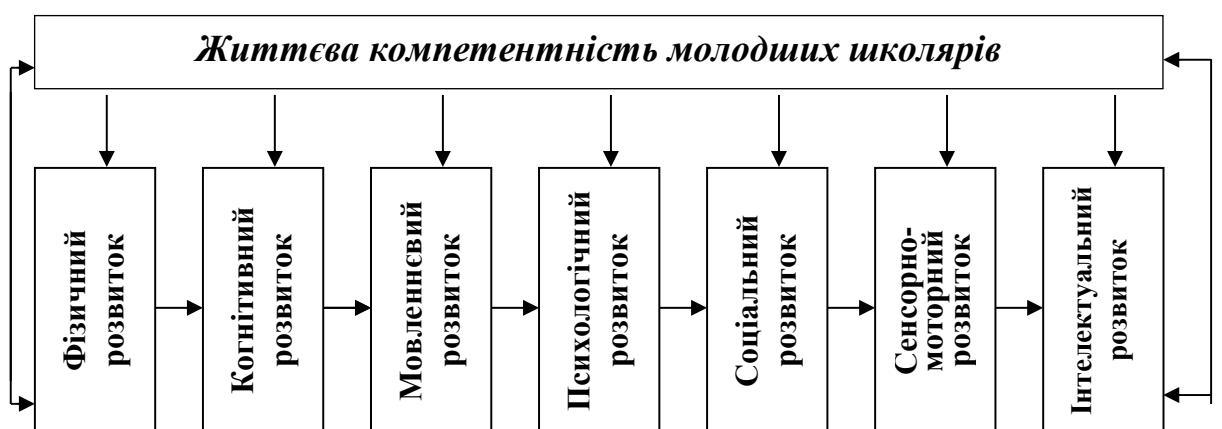 Життєва компетентність молодших школярів
Фізичний
розвиток
Когнітивний
розвиток
Мовленнєвий
розвиток
Психологічний
розвиток
Соціальний
розвиток
Сенсорно-
моторний
розвиток
Інтелектуальний
розвиток